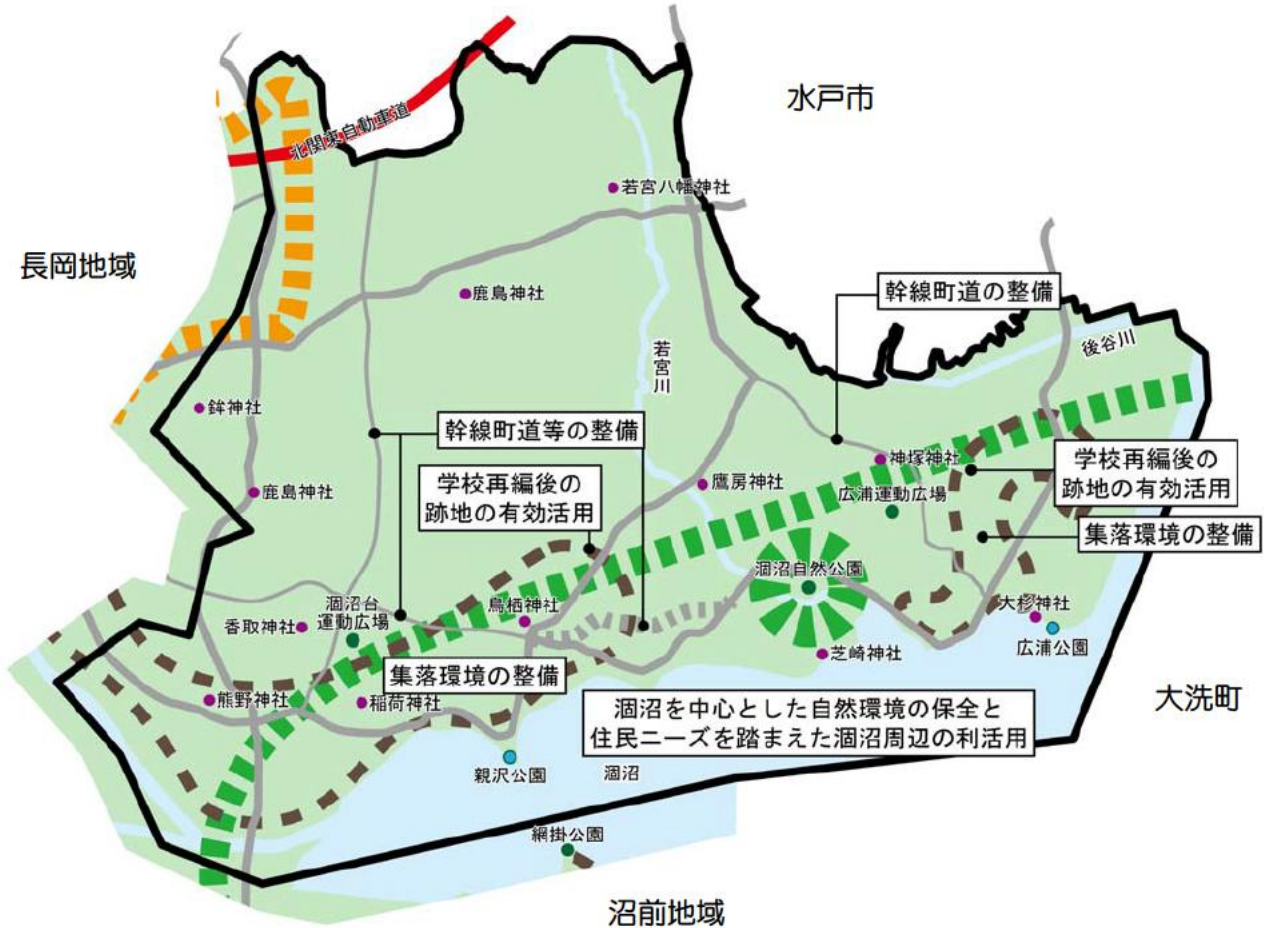 水戸市
北関東自動車道
若宮八幡神社
長岡地域
鹿島神社
幹線町道の整備
後谷川
若宮川
鉾神社
幹線町道等の整備
神塚神社
学校再編後の
跡地の有効活用
学校再編後の
跡地の有効活用
鷹房神社
鹿島神社
広浦運動広場
集落環境の整備
涸沼自然公園
涸沼台
運動広場
鳥栖神社
大杉神社
香取神社
広浦公園
芝崎神社
集落環境の整備
熊野神社
稲荷神社
大洗町
涸沼を中心とした自然環境の保全と
住民ニーズを踏まえた涸沼周辺の利活用
親沢公園
涸沼
網掛公園
沼前地域